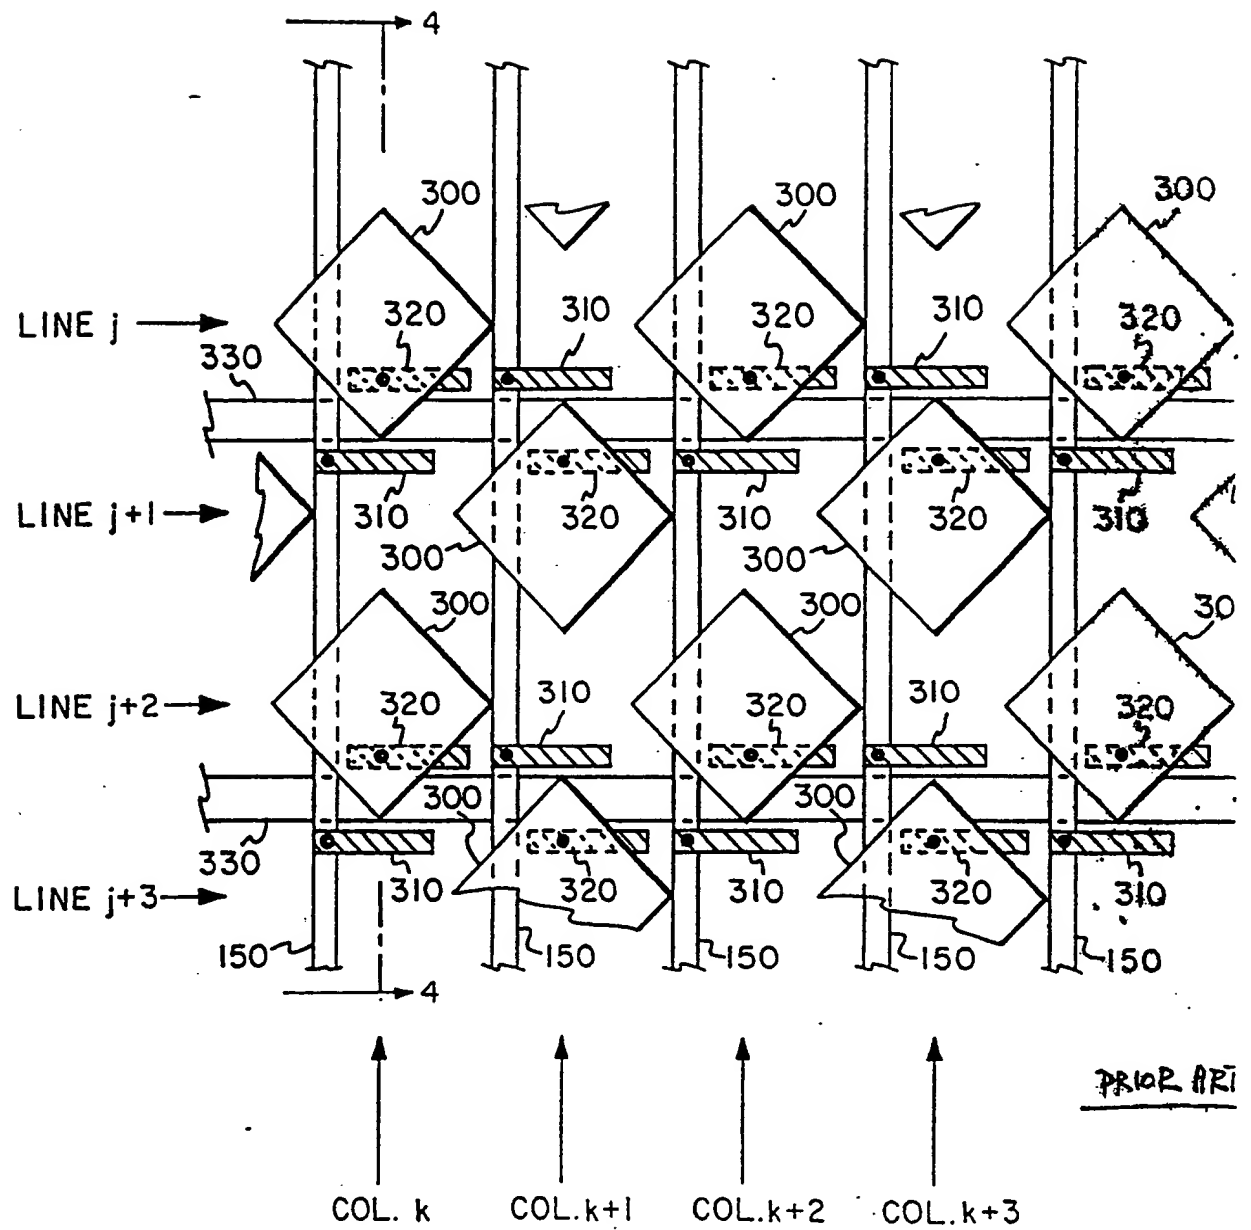 4
300 300 300
LINE j 320 310 320 310 320
330
LINE j+1 310 320 310 320 310
300 300
300 300 30
LINE j+2 320 310 320 310 320
300 300
330
LINE j+3 310 320 310 320 310
150 150 150 150 150
4
PRIOR ART
COL. k COL. k+1 COL. k+2 COL. k+3